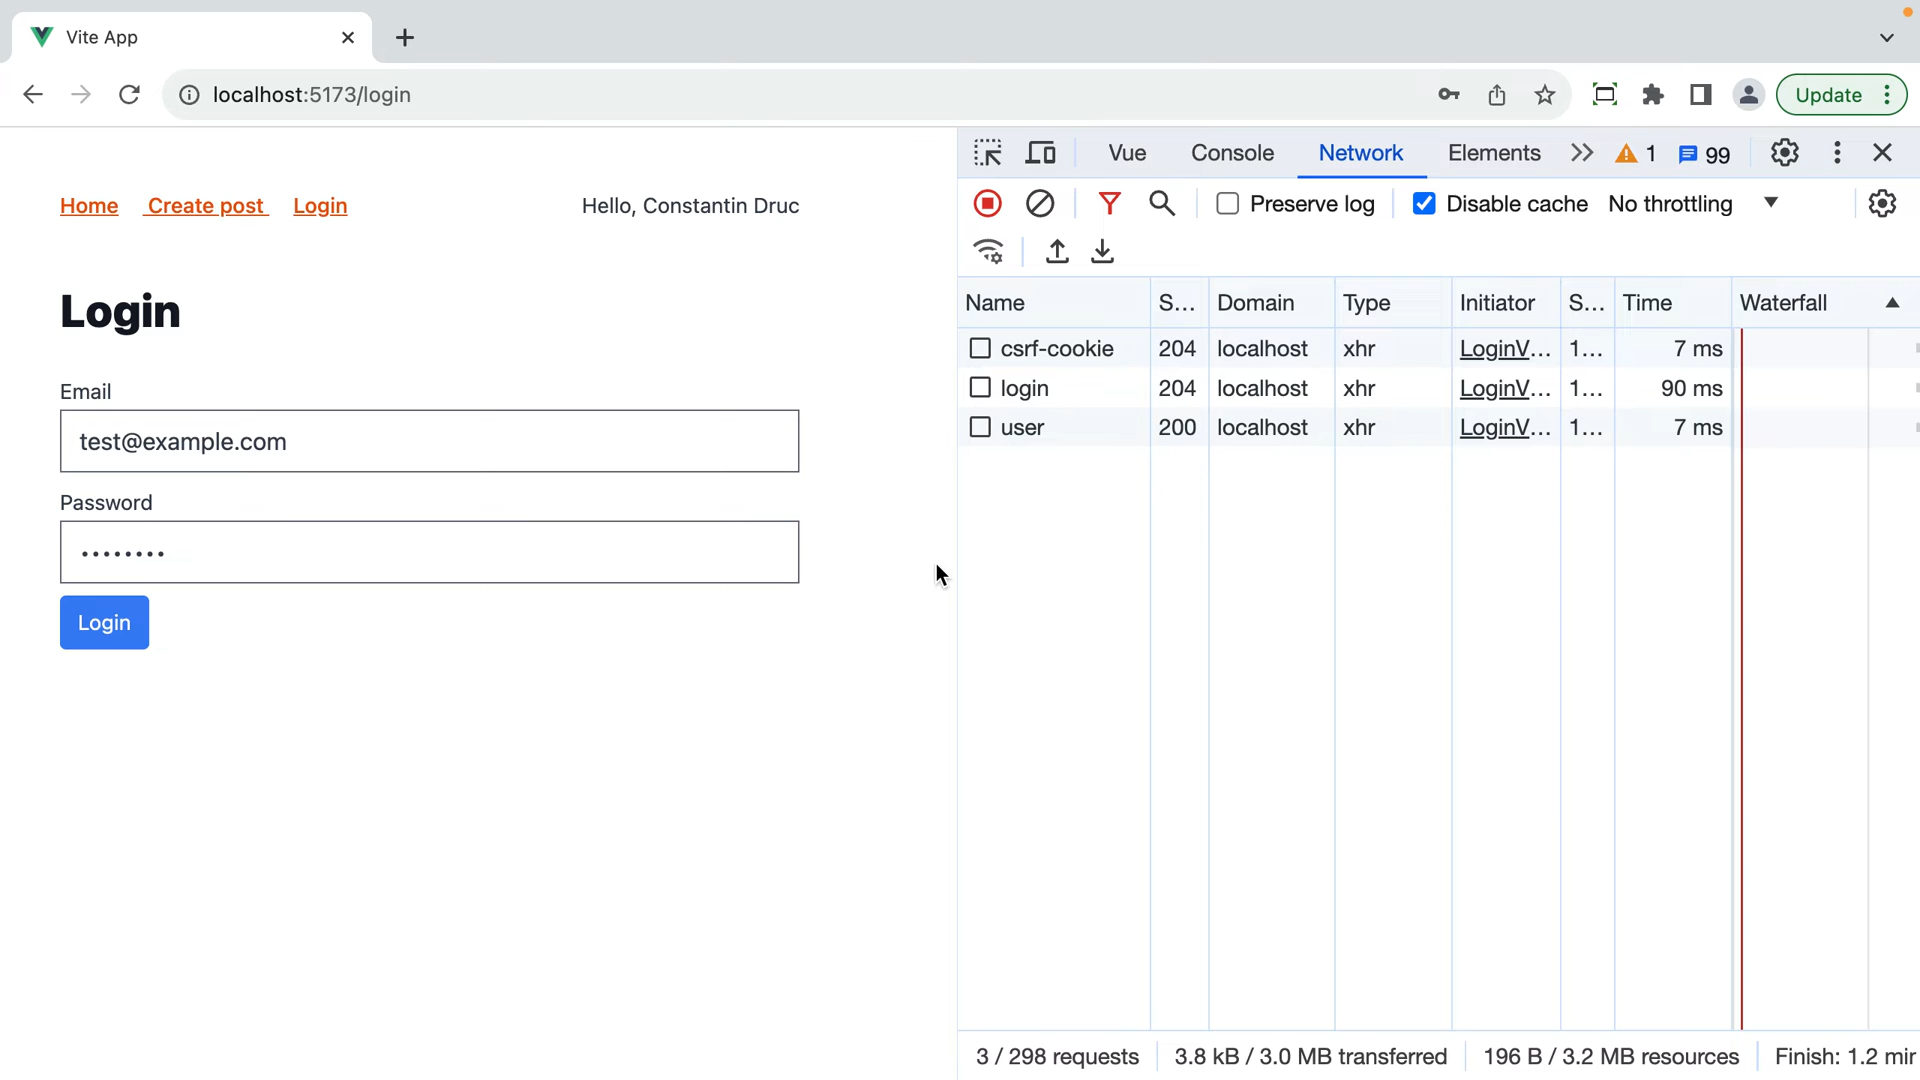 Vite App
localhost:5173/login
Update
Home Create post Login Hello, Constantin Druc
Login
Email
test@example.com
Password
Login
Vue Console Network Elements 1 99
Preserve log Disable cache No throttling
Name S... Domain Type Initiator S... Time Waterfall
csrf-cookie 204 localhost xhr LoginV... 1... 7 ms
login 204 localhost xhr LoginV... 1... 90 ms
user 200 localhost xhr LoginV... 1... 7 ms
3 / 298 requests 3.8 kB / 3.0 MB transferred 196 B / 3.2 MB resources Finish: 1.2 mir